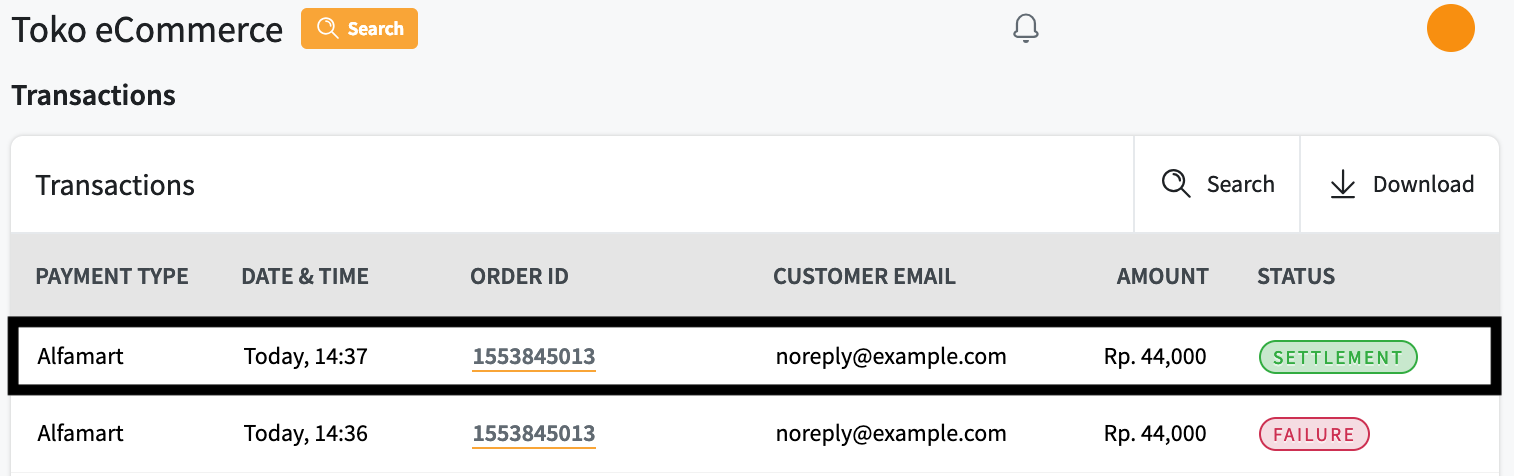 Toko eCommerce Search
Transactions
Transactions Search Download
PAYMENT TYPE DATE & TIME ORDER ID CUSTOMER EMAIL AMOUNT STATUS
Alfamart Today, 14:37 1553845013 noreply@example.com Rp. 44,000 SETTLEMENT
Alfamart Today, 14:36 1553845013 noreply@example.com Rp. 44,000 FAILURE